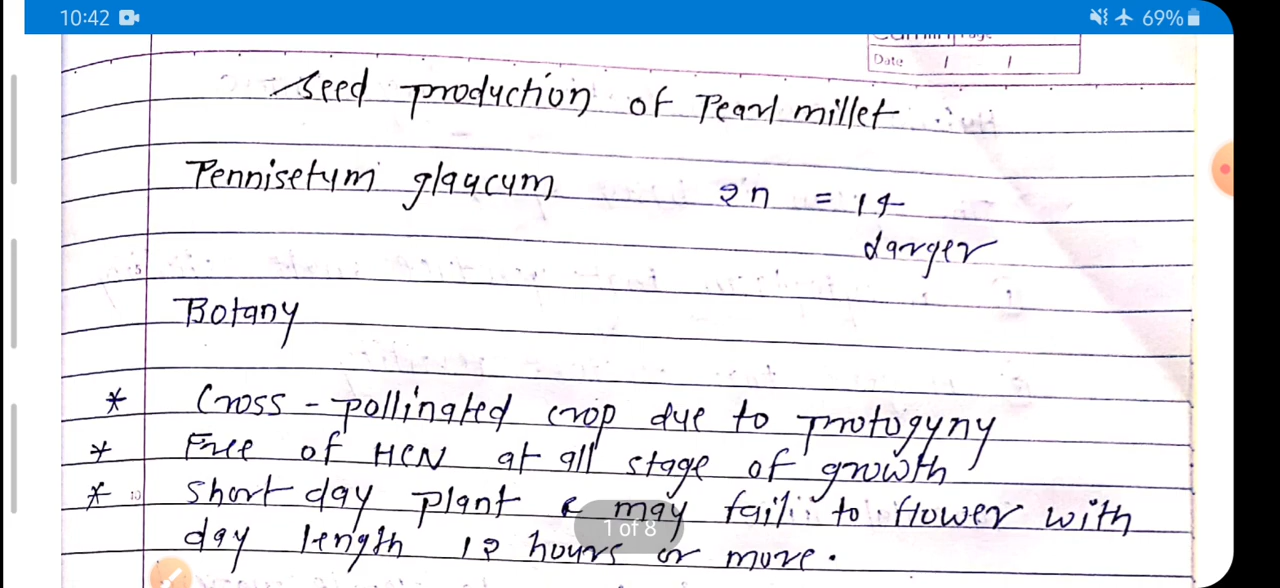 10:42 69%
Date / /
Seed production of Pearl millet
Pennisetum glaucum 2n = 14
larger
Botany
* Cross - pollinated crop due to protogyny
* Free of HCN at all stage of growth
* Short day plant & may fail to flower with
1 of 8
day length 12 hours or more.